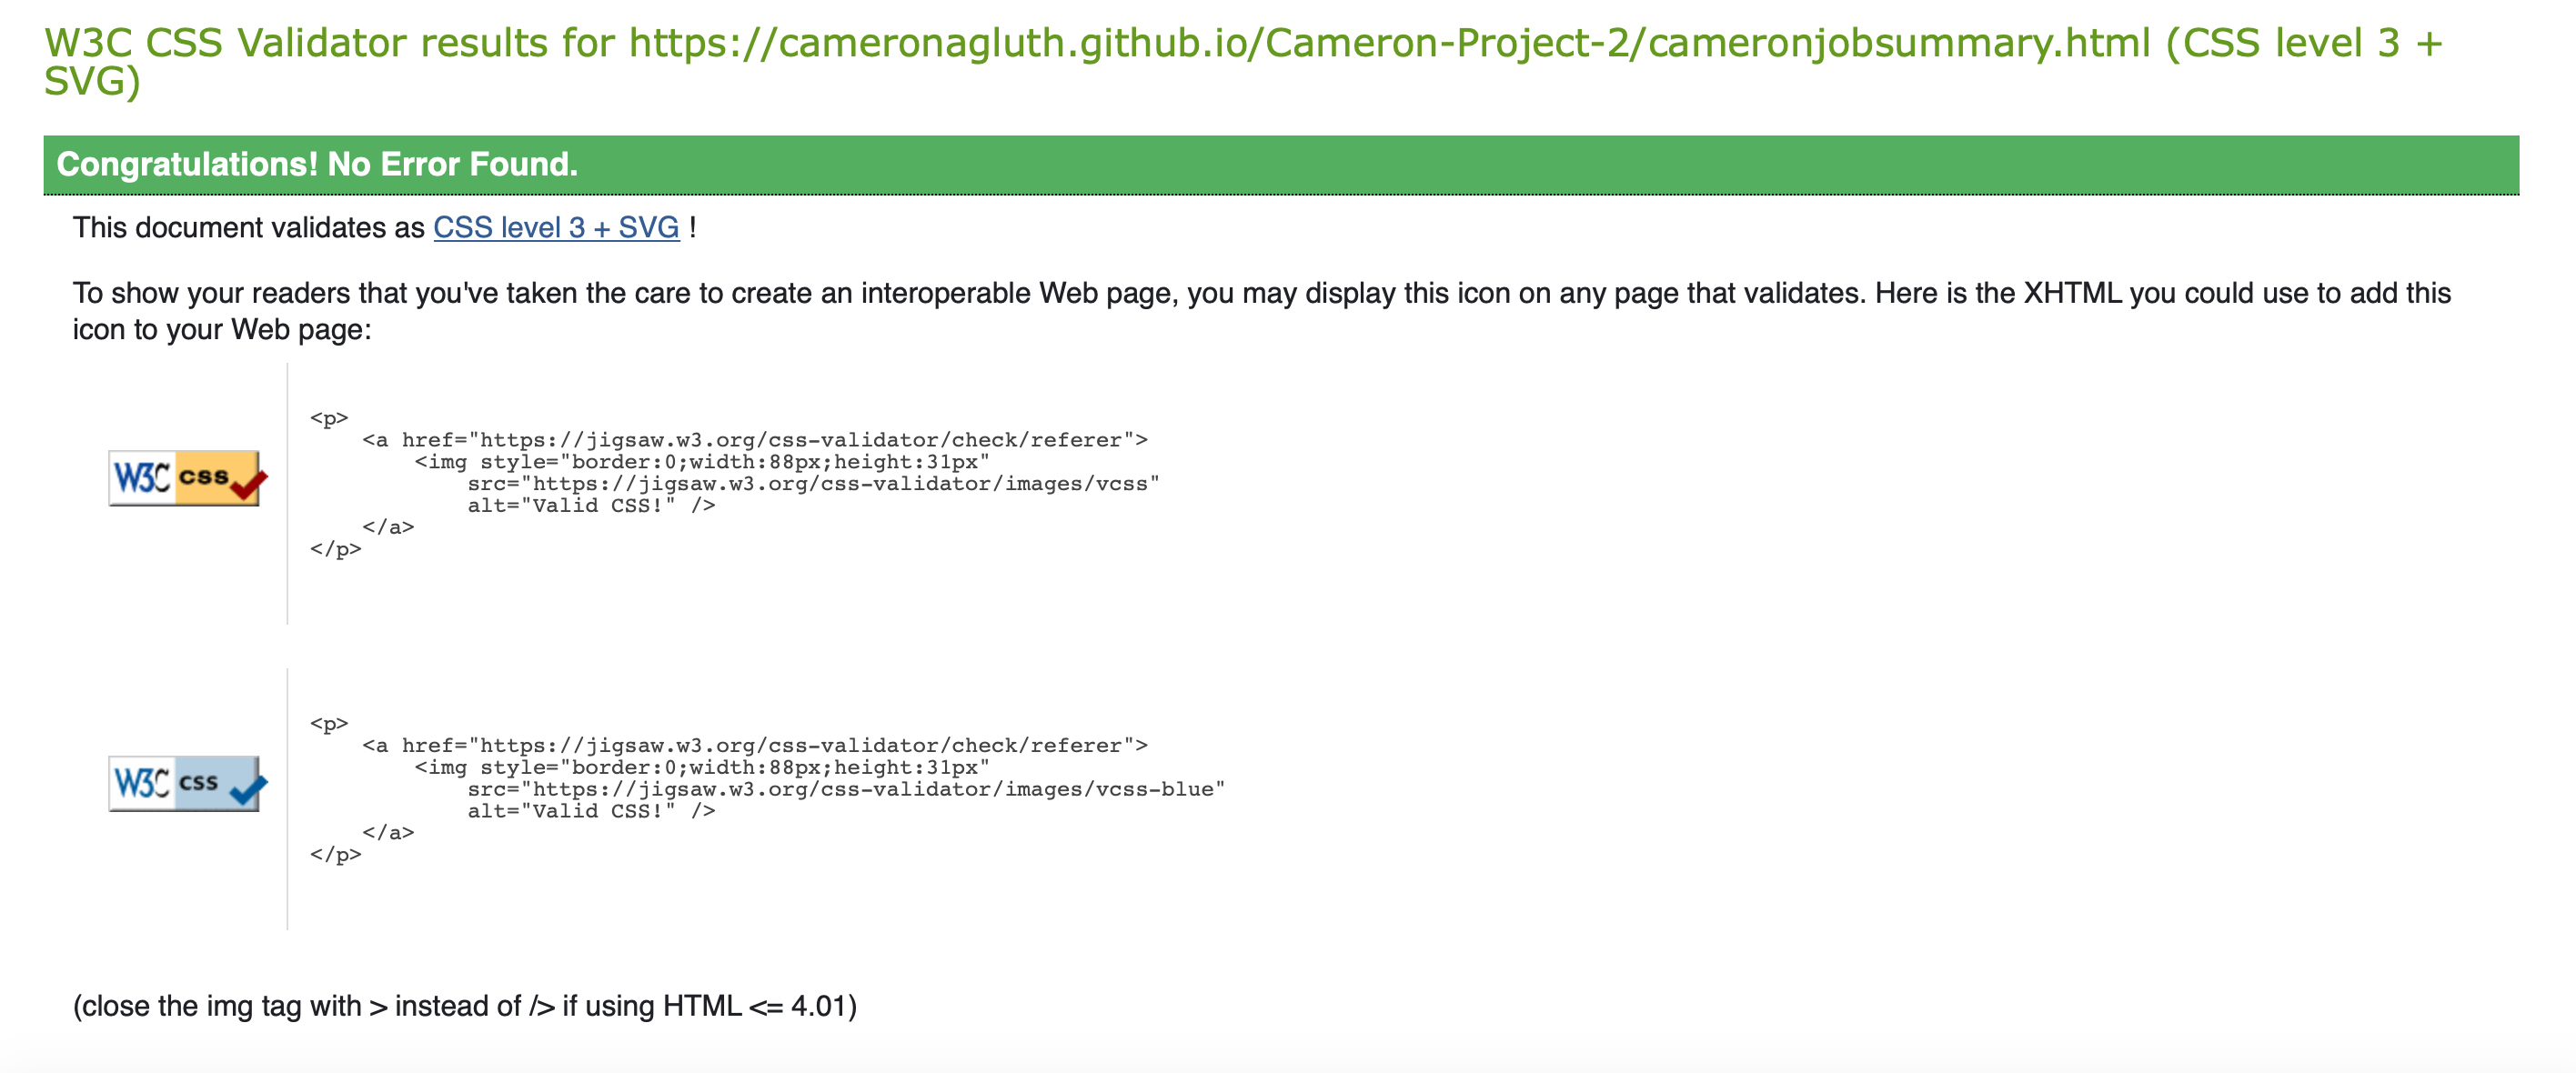 W3C CSS Validator results for https://cameronagluth.github.io/Cameron-Project-2/cameronjobsummary.html (CSS level 3 +
SVG)
Congratulations! No Error Found.
This document validates as CSS level 3 + SVG !
To show your readers that you've taken the care to create an interoperable Web page, you may display this icon on any page that validates. Here is the XHTML you could use to add this
icon to your Web page:
W3C css
<p>
    <a href="https://jigsaw.w3.org/css-validator/check/referer">
        <img style="border:0;width:88px;height:31px"
            src="https://jigsaw.w3.org/css-validator/images/vcss"
            alt="Valid CSS!" />
    </a>
</p>
W3C css
<p>
    <a href="https://jigsaw.w3.org/css-validator/check/referer">
        <img style="border:0;width:88px;height:31px"
            src="https://jigsaw.w3.org/css-validator/images/vcss-blue"
            alt="Valid CSS!" />
    </a>
</p>
(close the img tag with > instead of /> if using HTML <= 4.01)